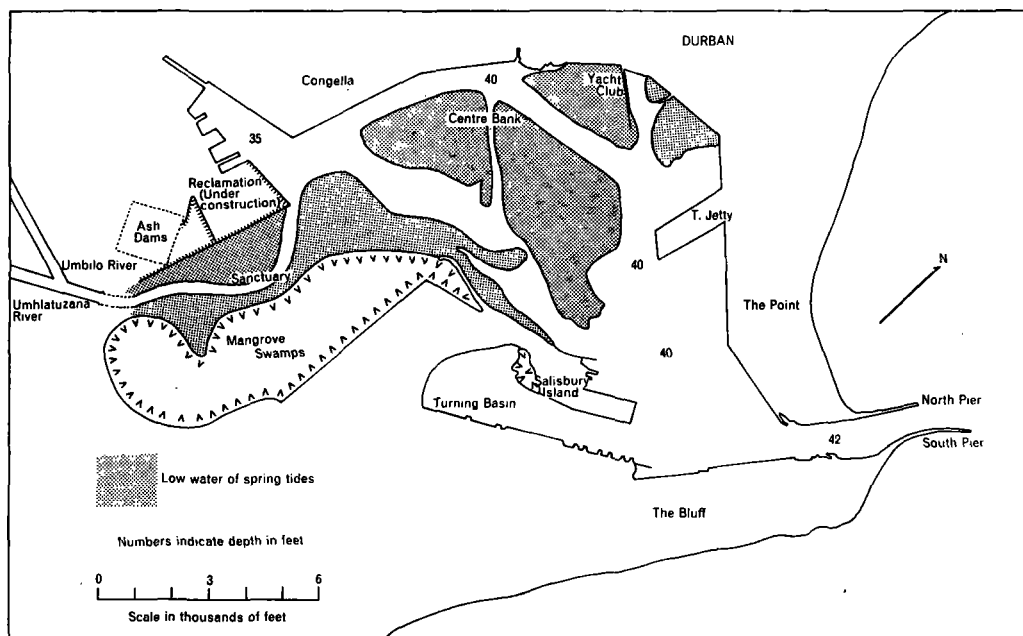 DURBAN
Congella
40
Yacht
Club
Centre Bank
35
Reclamation
(Under
construction)
Ash
Dams
T. Jetty
Umbilo River
Sanctuary
40
N
Umhlatuzana
River
The Point
Mangrove
Swamps
40
Salisbury
Island
Turning Basin
North Pier
42
South Pier
Low water of spring tides
The Bluff
Numbers indicate depth in feet
0 3 6
Scale in thousands of feet